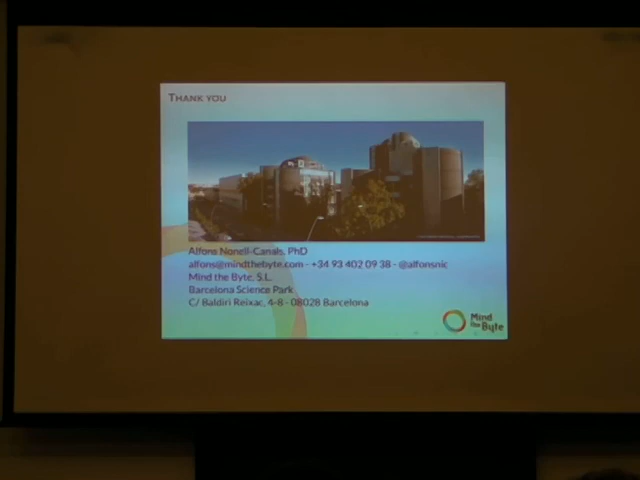 THANK YOU
Alfons Nonell-Canals, PhD
alfons@mindthebyte.com - +34 93 402 09 38 - @alfonsnic
Mind the Byte, S.L.
Barcelona Science Park
C/ Baldiri Reixac, 4-8 - 08028 Barcelona
Mind
the Byte